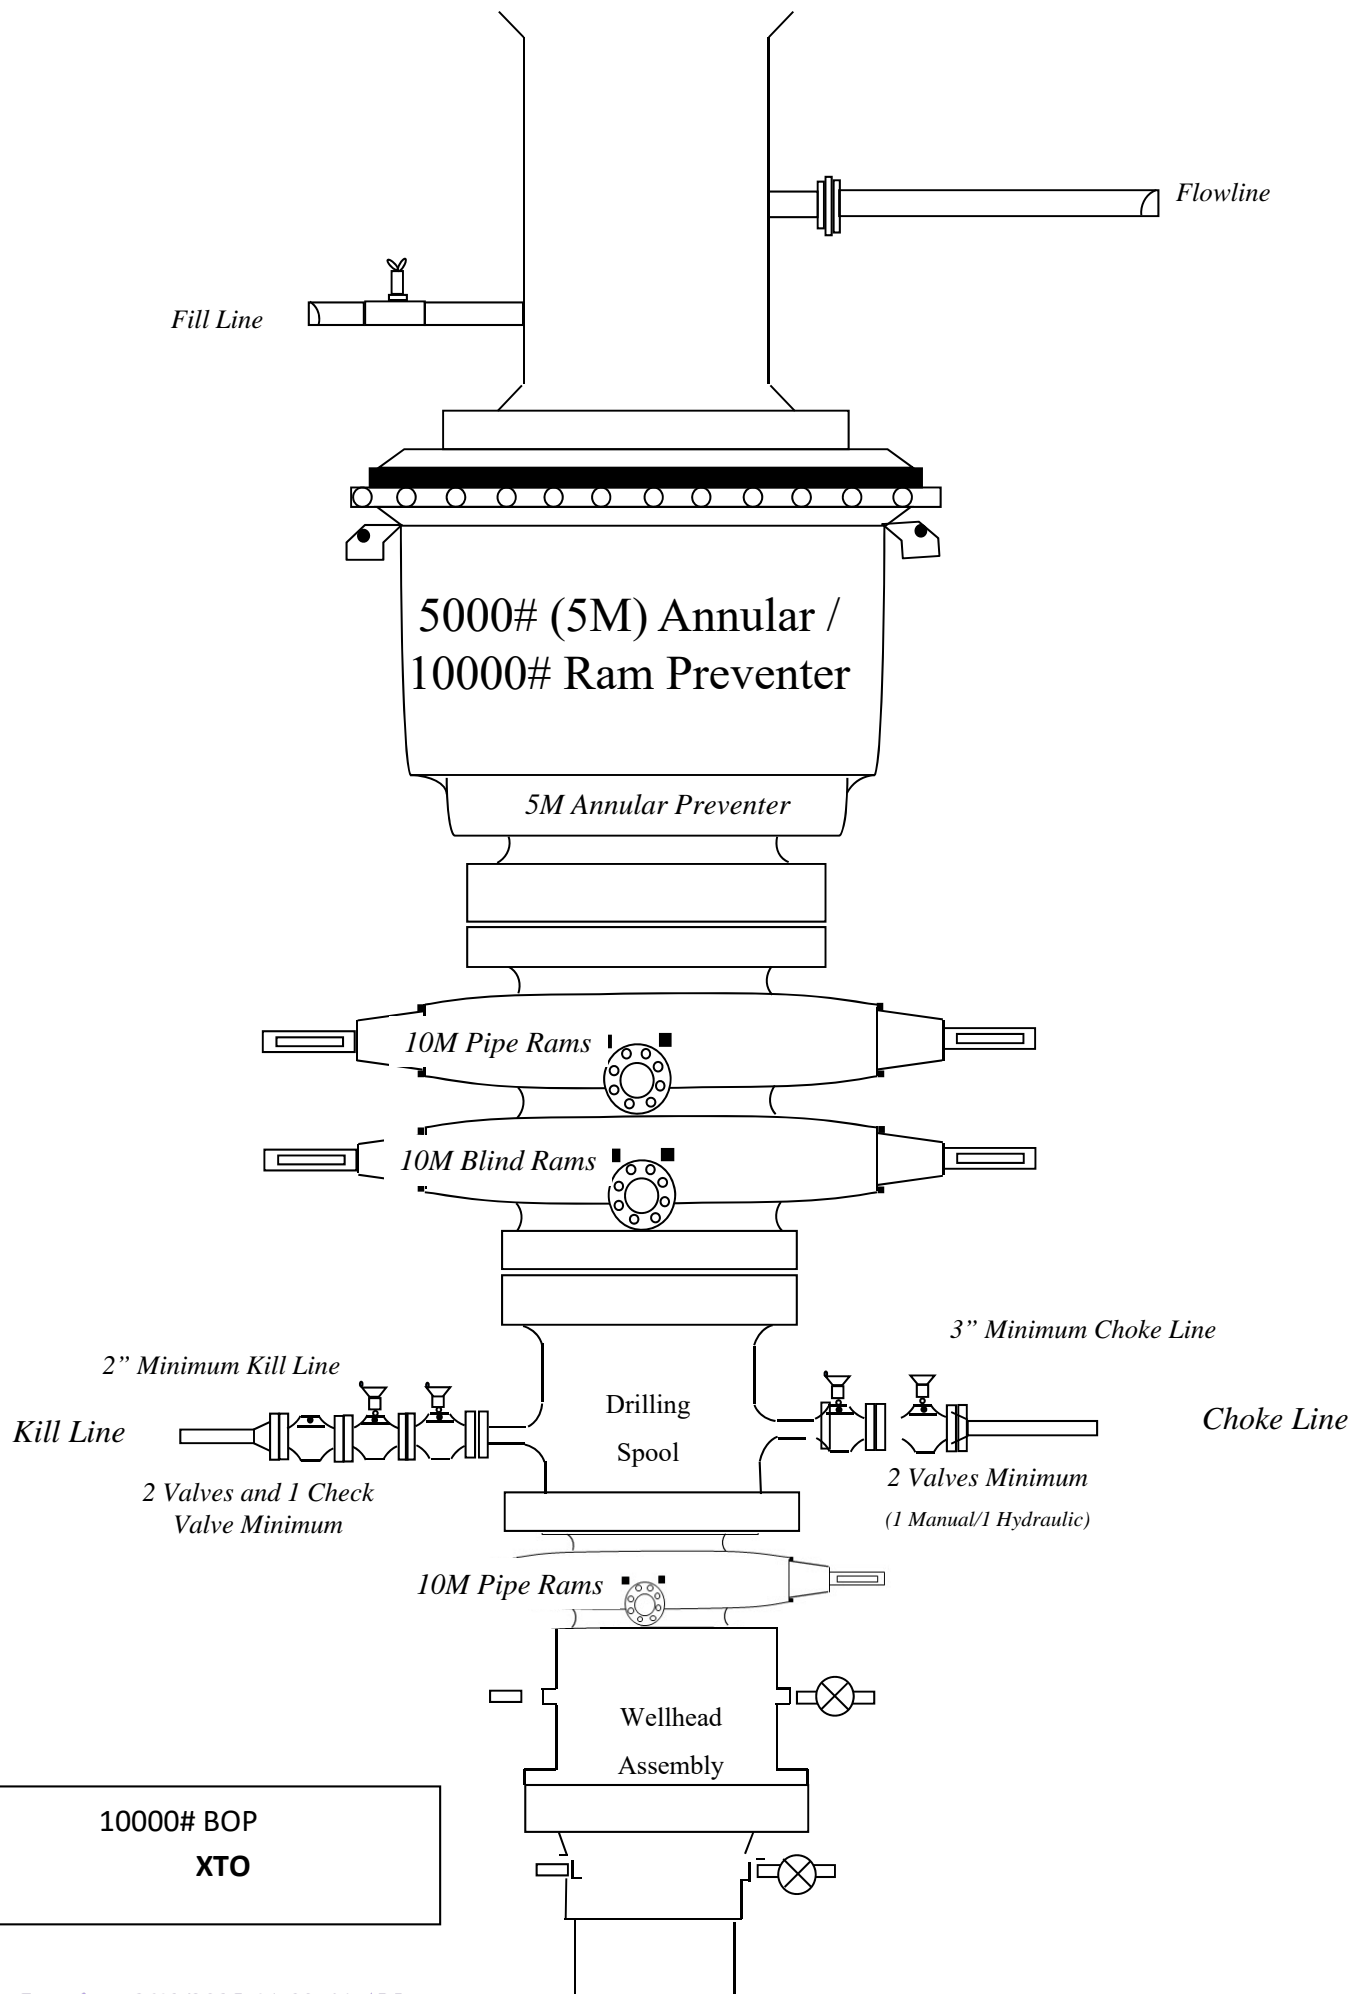 Flowline
Fill Line
5000# (5M) Annular /
10000# Ram Preventer
5M Annular Preventer
10M Pipe Rams
10M Blind Rams
3” Minimum Choke Line
2” Minimum Kill Line
Drilling
Spool
Kill Line
Choke Line
2 Valves and 1 Check
Valve Minimum
2 Valves Minimum
(1 Manual/1 Hydraulic)
10M Pipe Rams
Wellhead
Assembly
10000# BOP
XTO